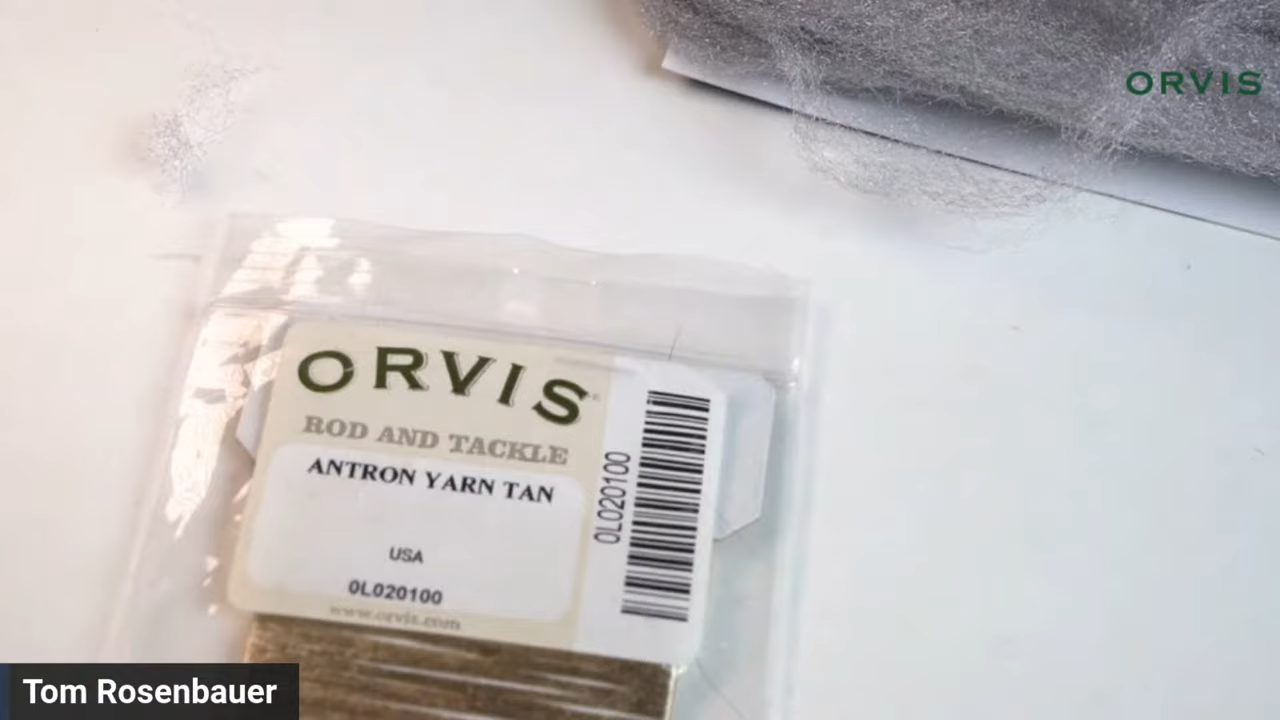 ORVIS
ORVIS
ROD AND TACKLE
ANTRON YARN TAN
USA
0L020100
www.orvis.com
0L020100
Tom Rosenbauer